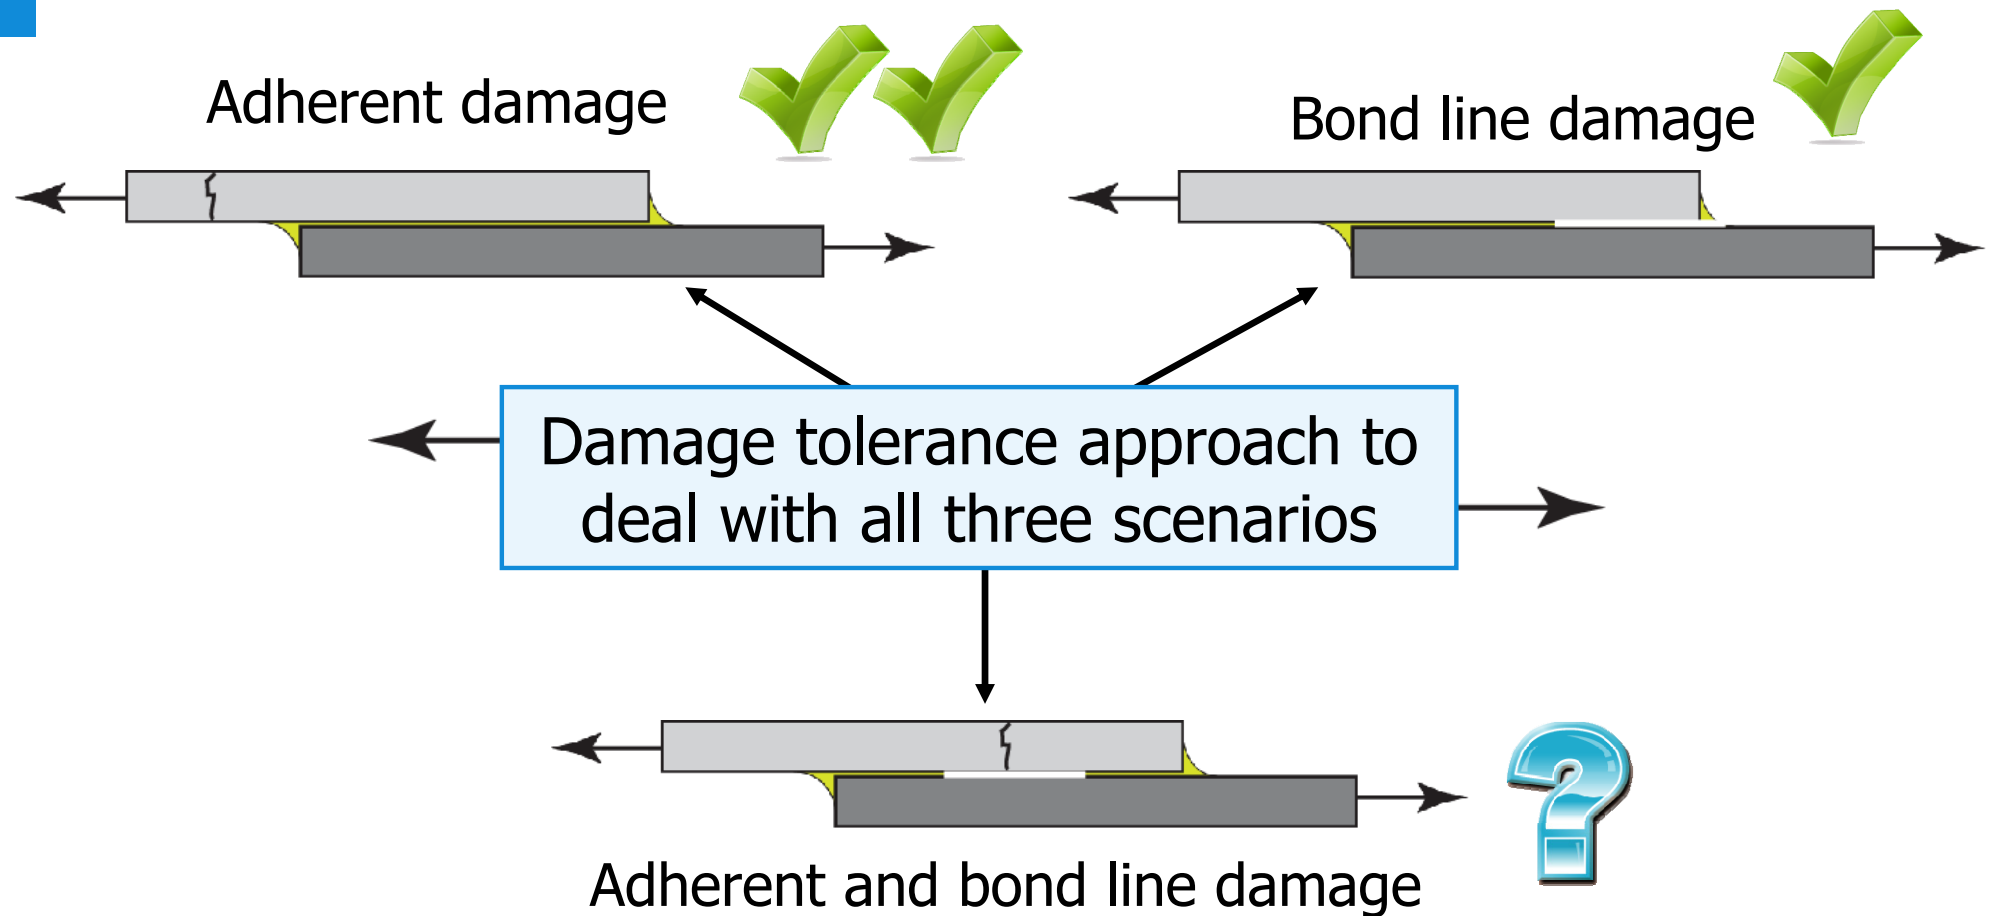 Adherent damage
Bond line damage
Damage tolerance approach to
deal with all three scenarios
Adherent and bond line damage